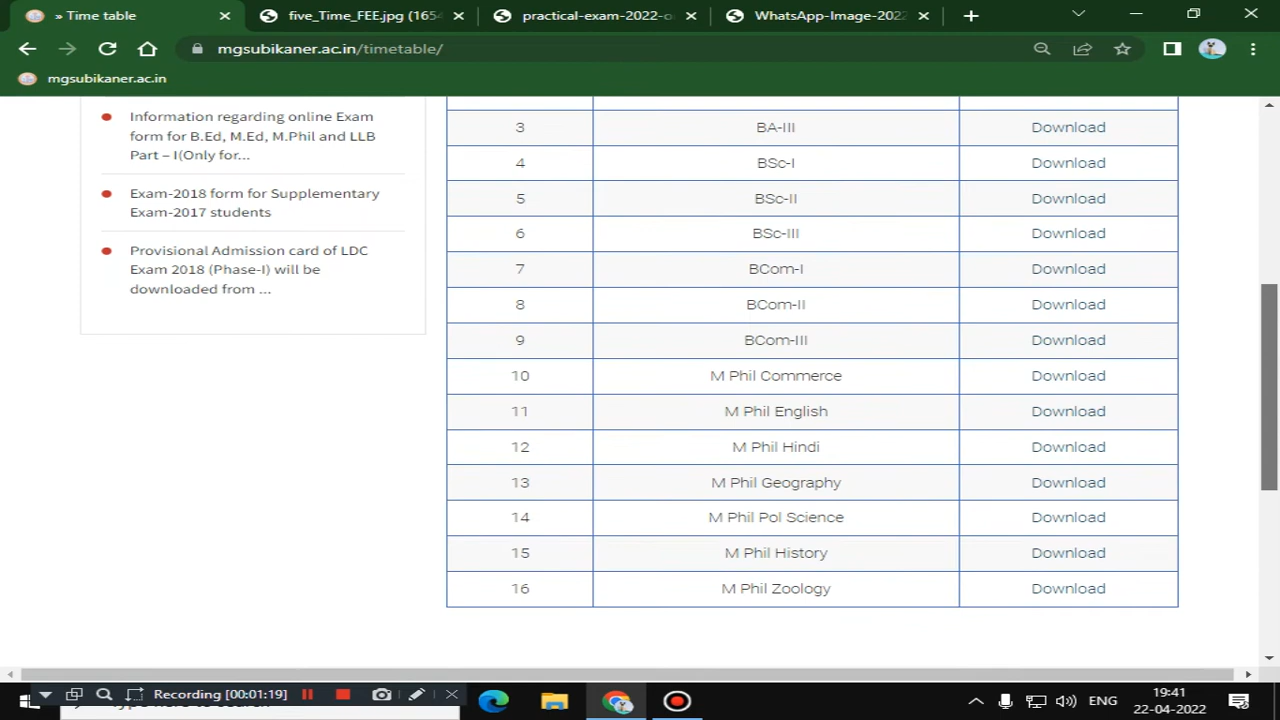 » Time table
five_Time_FEE.jpg (1654
practical-exam-2022-o
WhatsApp-Image-2022
mgsubikaner.ac.in/timetable/
mgsubikaner.ac.in
Information regarding online Exam
form for B.Ed, M.Ed, M.Phil and LLB
Part – I(Only for...
Exam-2018 form for Supplementary
Exam-2017 students
Provisional Admission card of LDC
Exam 2018 (Phase-I) will be
downloaded from ...
3 BA-III Download
4 BSc-I Download
5 BSc-II Download
6 BSc-III Download
7 BCom-I Download
8 BCom-II Download
9 BCom-III Download
10 M Phil Commerce Download
11 M Phil English Download
12 M Phil Hindi Download
13 M Phil Geography Download
14 M Phil Pol Science Download
15 M Phil History Download
16 M Phil Zoology Download
Recording [00:01:19]
Type here to search
ENG
19:41
22-04-2022